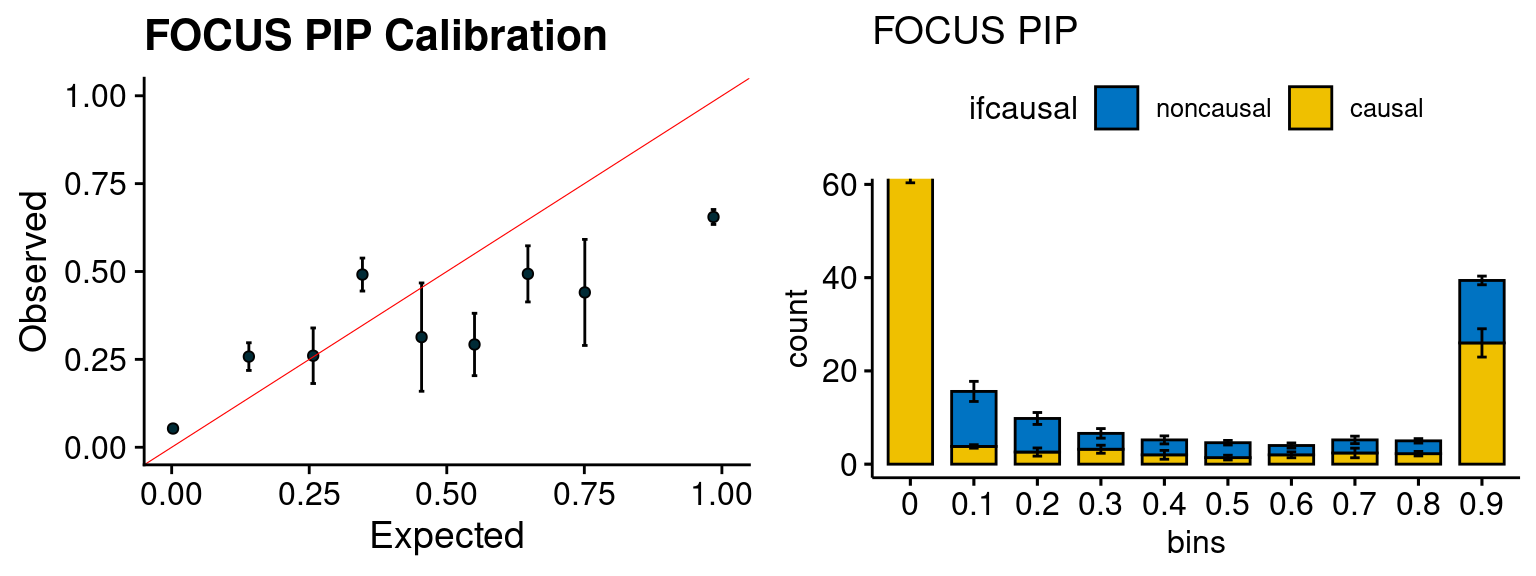 FOCUS PIP Calibration
1.00
0.75
0.50
0.25
0.00
Observed
0.00 0.25 0.50 0.75 1.00
Expected
FOCUS PIP
ifcausal noncausal causal
60
40
20
0
count
0 0.1 0.2 0.3 0.4 0.5 0.6 0.7 0.8 0.9
bins